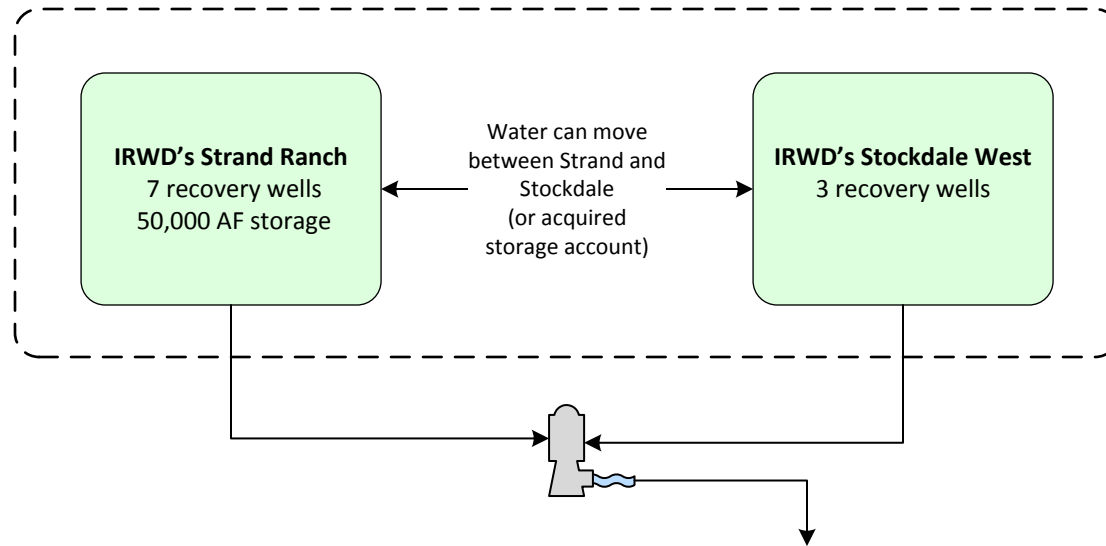 IRWD’s Strand Ranch
7 recovery wells
50,000 AF storage
Water can move
between Strand and
Stockdale
(or acquired
storage account)
IRWD’s Stockdale West
3 recovery wells